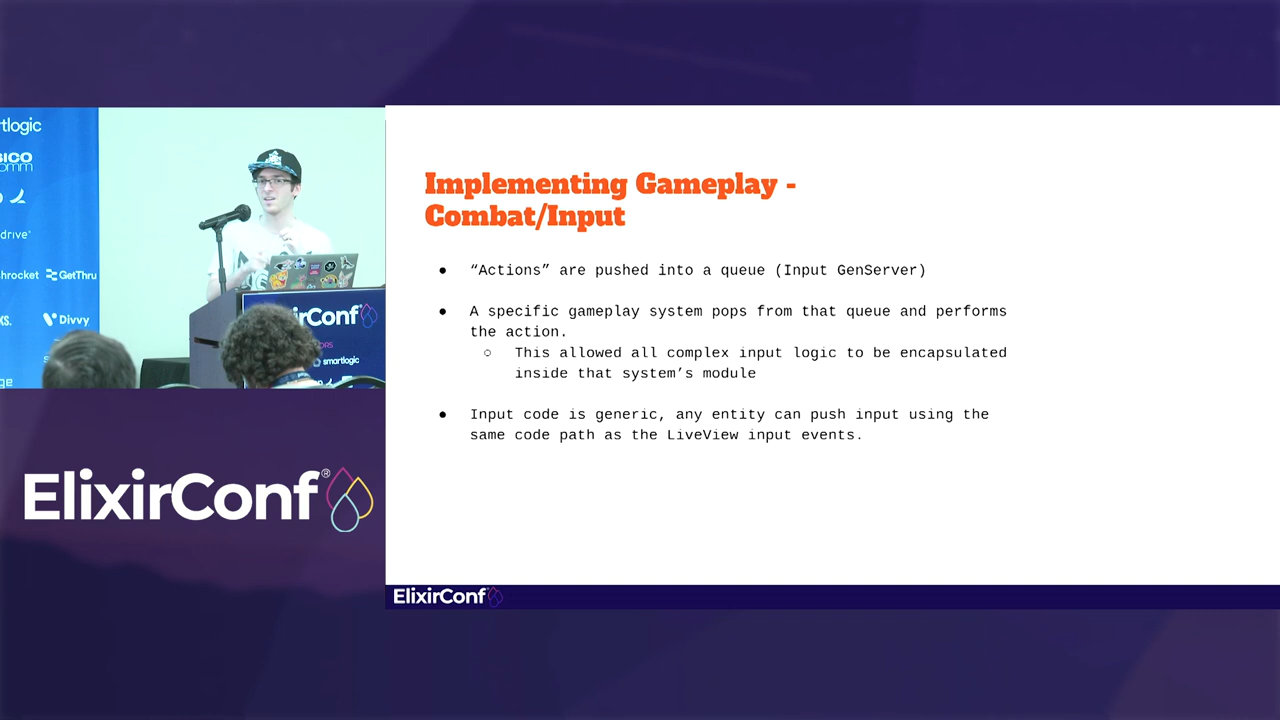 tlogic
drive
hrocket
GetThru
Divvy
irConf
smartlogic
ElixirConf®
Implementing Gameplay -
Combat/Input
● “Actions” are pushed into a queue (Input GenServer)
● A specific gameplay system pops from that queue and performs
the action.
○ This allowed all complex input logic to be encapsulated
inside that system’s module
● Input code is generic, any entity can push input using the
same code path as the LiveView input events.
ElixirConf